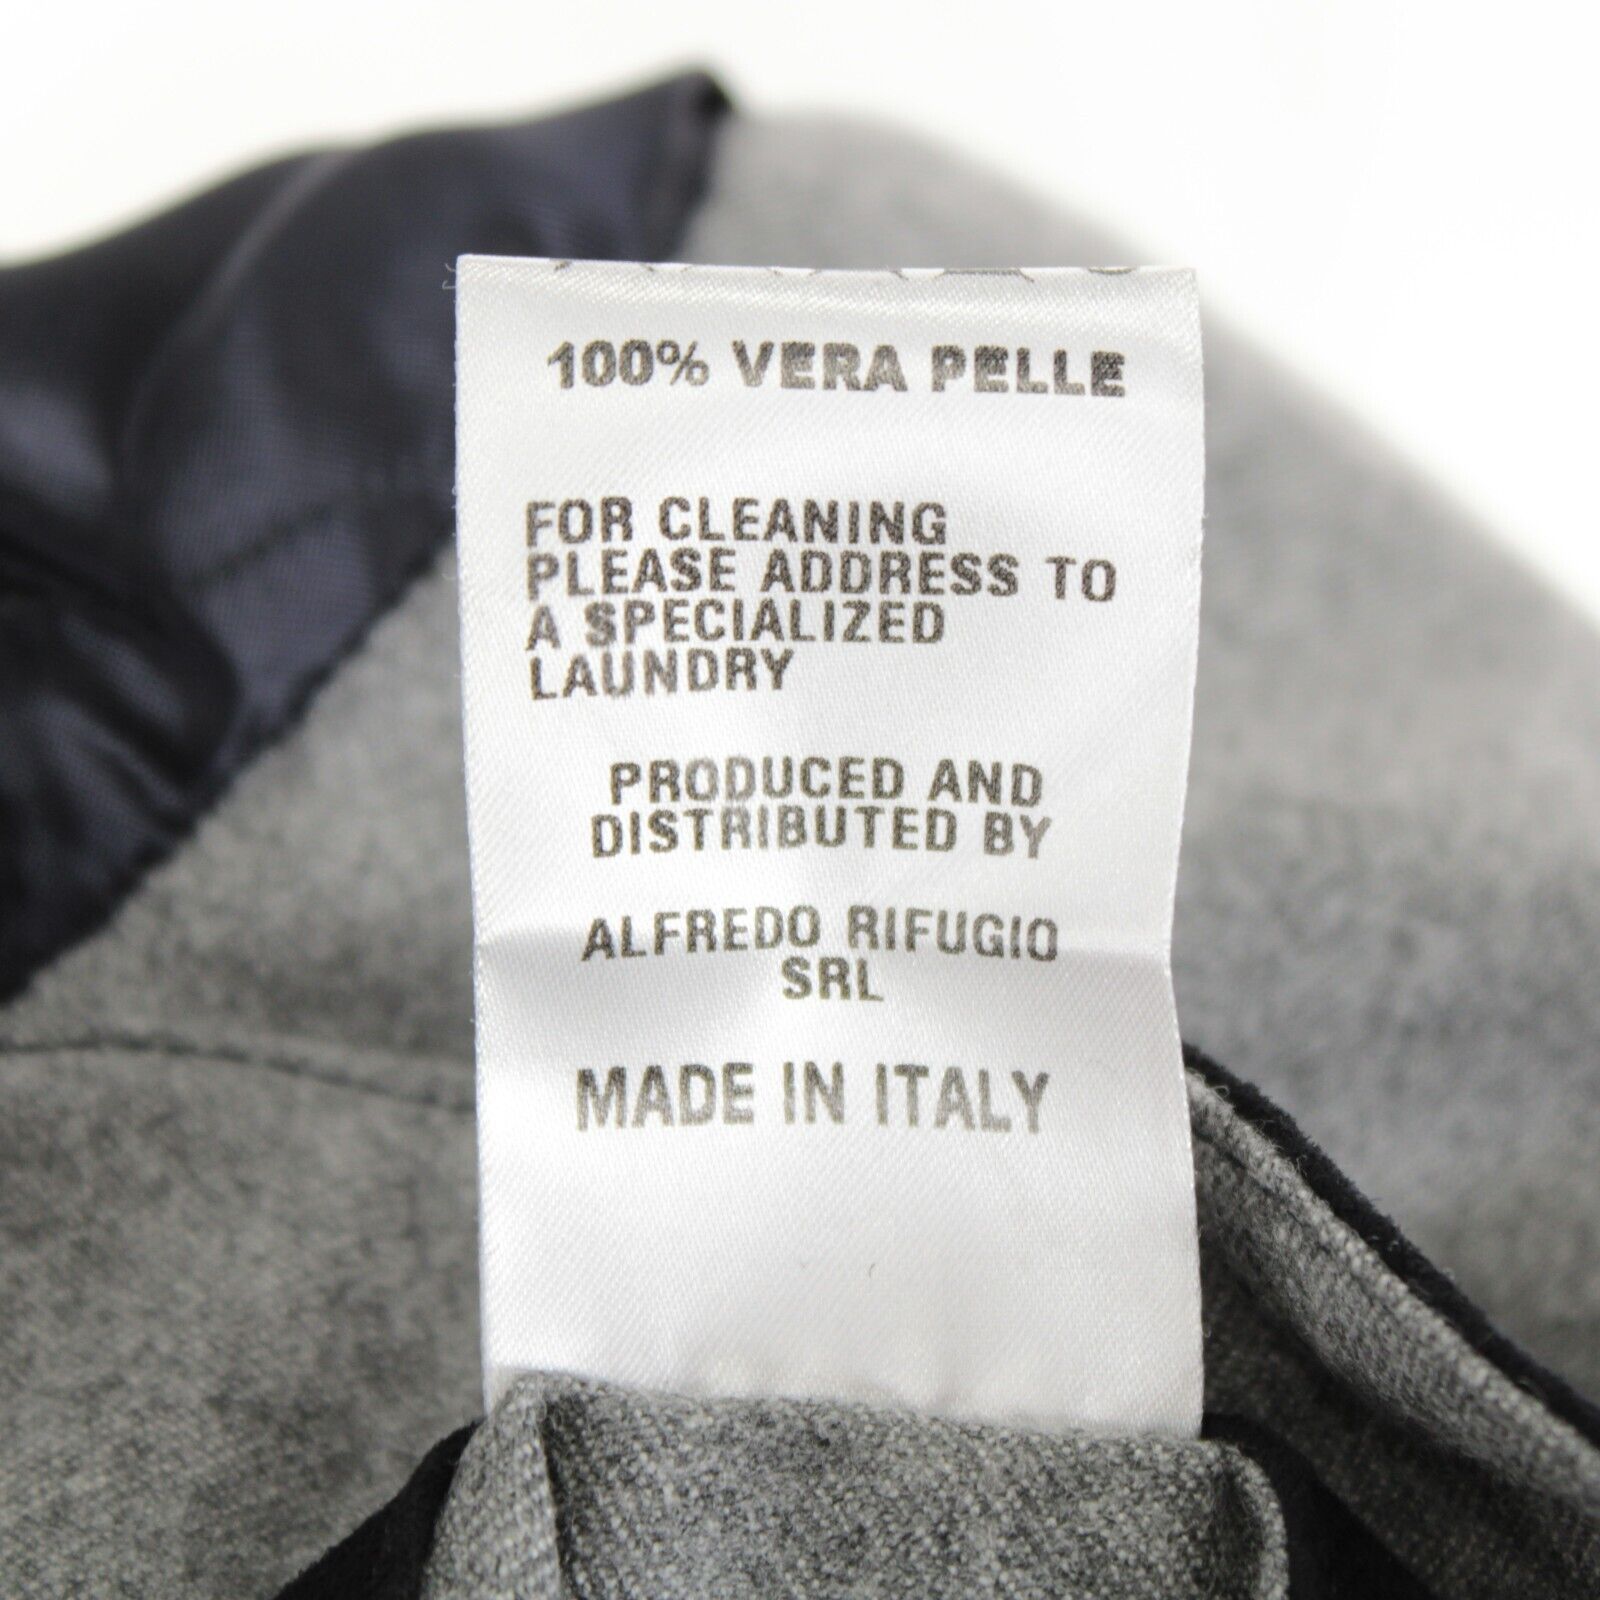 100% VERA PELLE
FOR CLEANING
PLEASE ADDRESS TO
A SPECIALIZED
LAUNDRY
PRODUCED AND
DISTRIBUTED BY
ALFREDO RIFUGIO
SRL
MADE IN ITALY